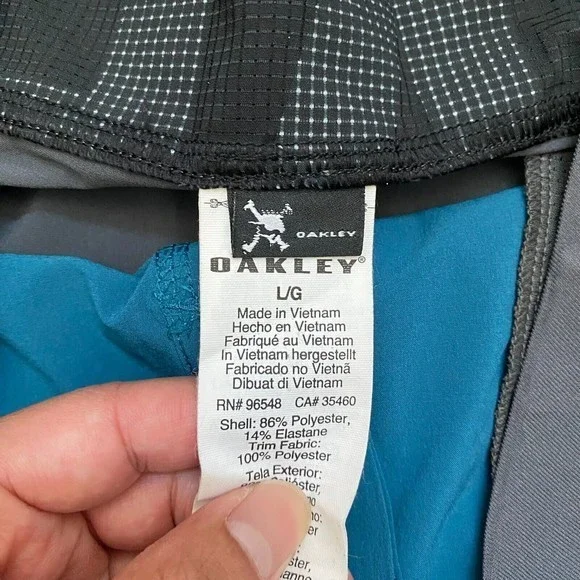 OAKLEY
OAKLEY®
L/G
Made in Vietnam
Hecho en Vietnam
Fabriqué au Vietnam
In Vietnam hergestellt
Fabricado no Vietnã
Dibuat di Vietnam
RN# 96548 CA# 35460
Shell: 86% Polyester,
14% Elastane
Trim Fabric:
100% Polyester
Tela Exterior: